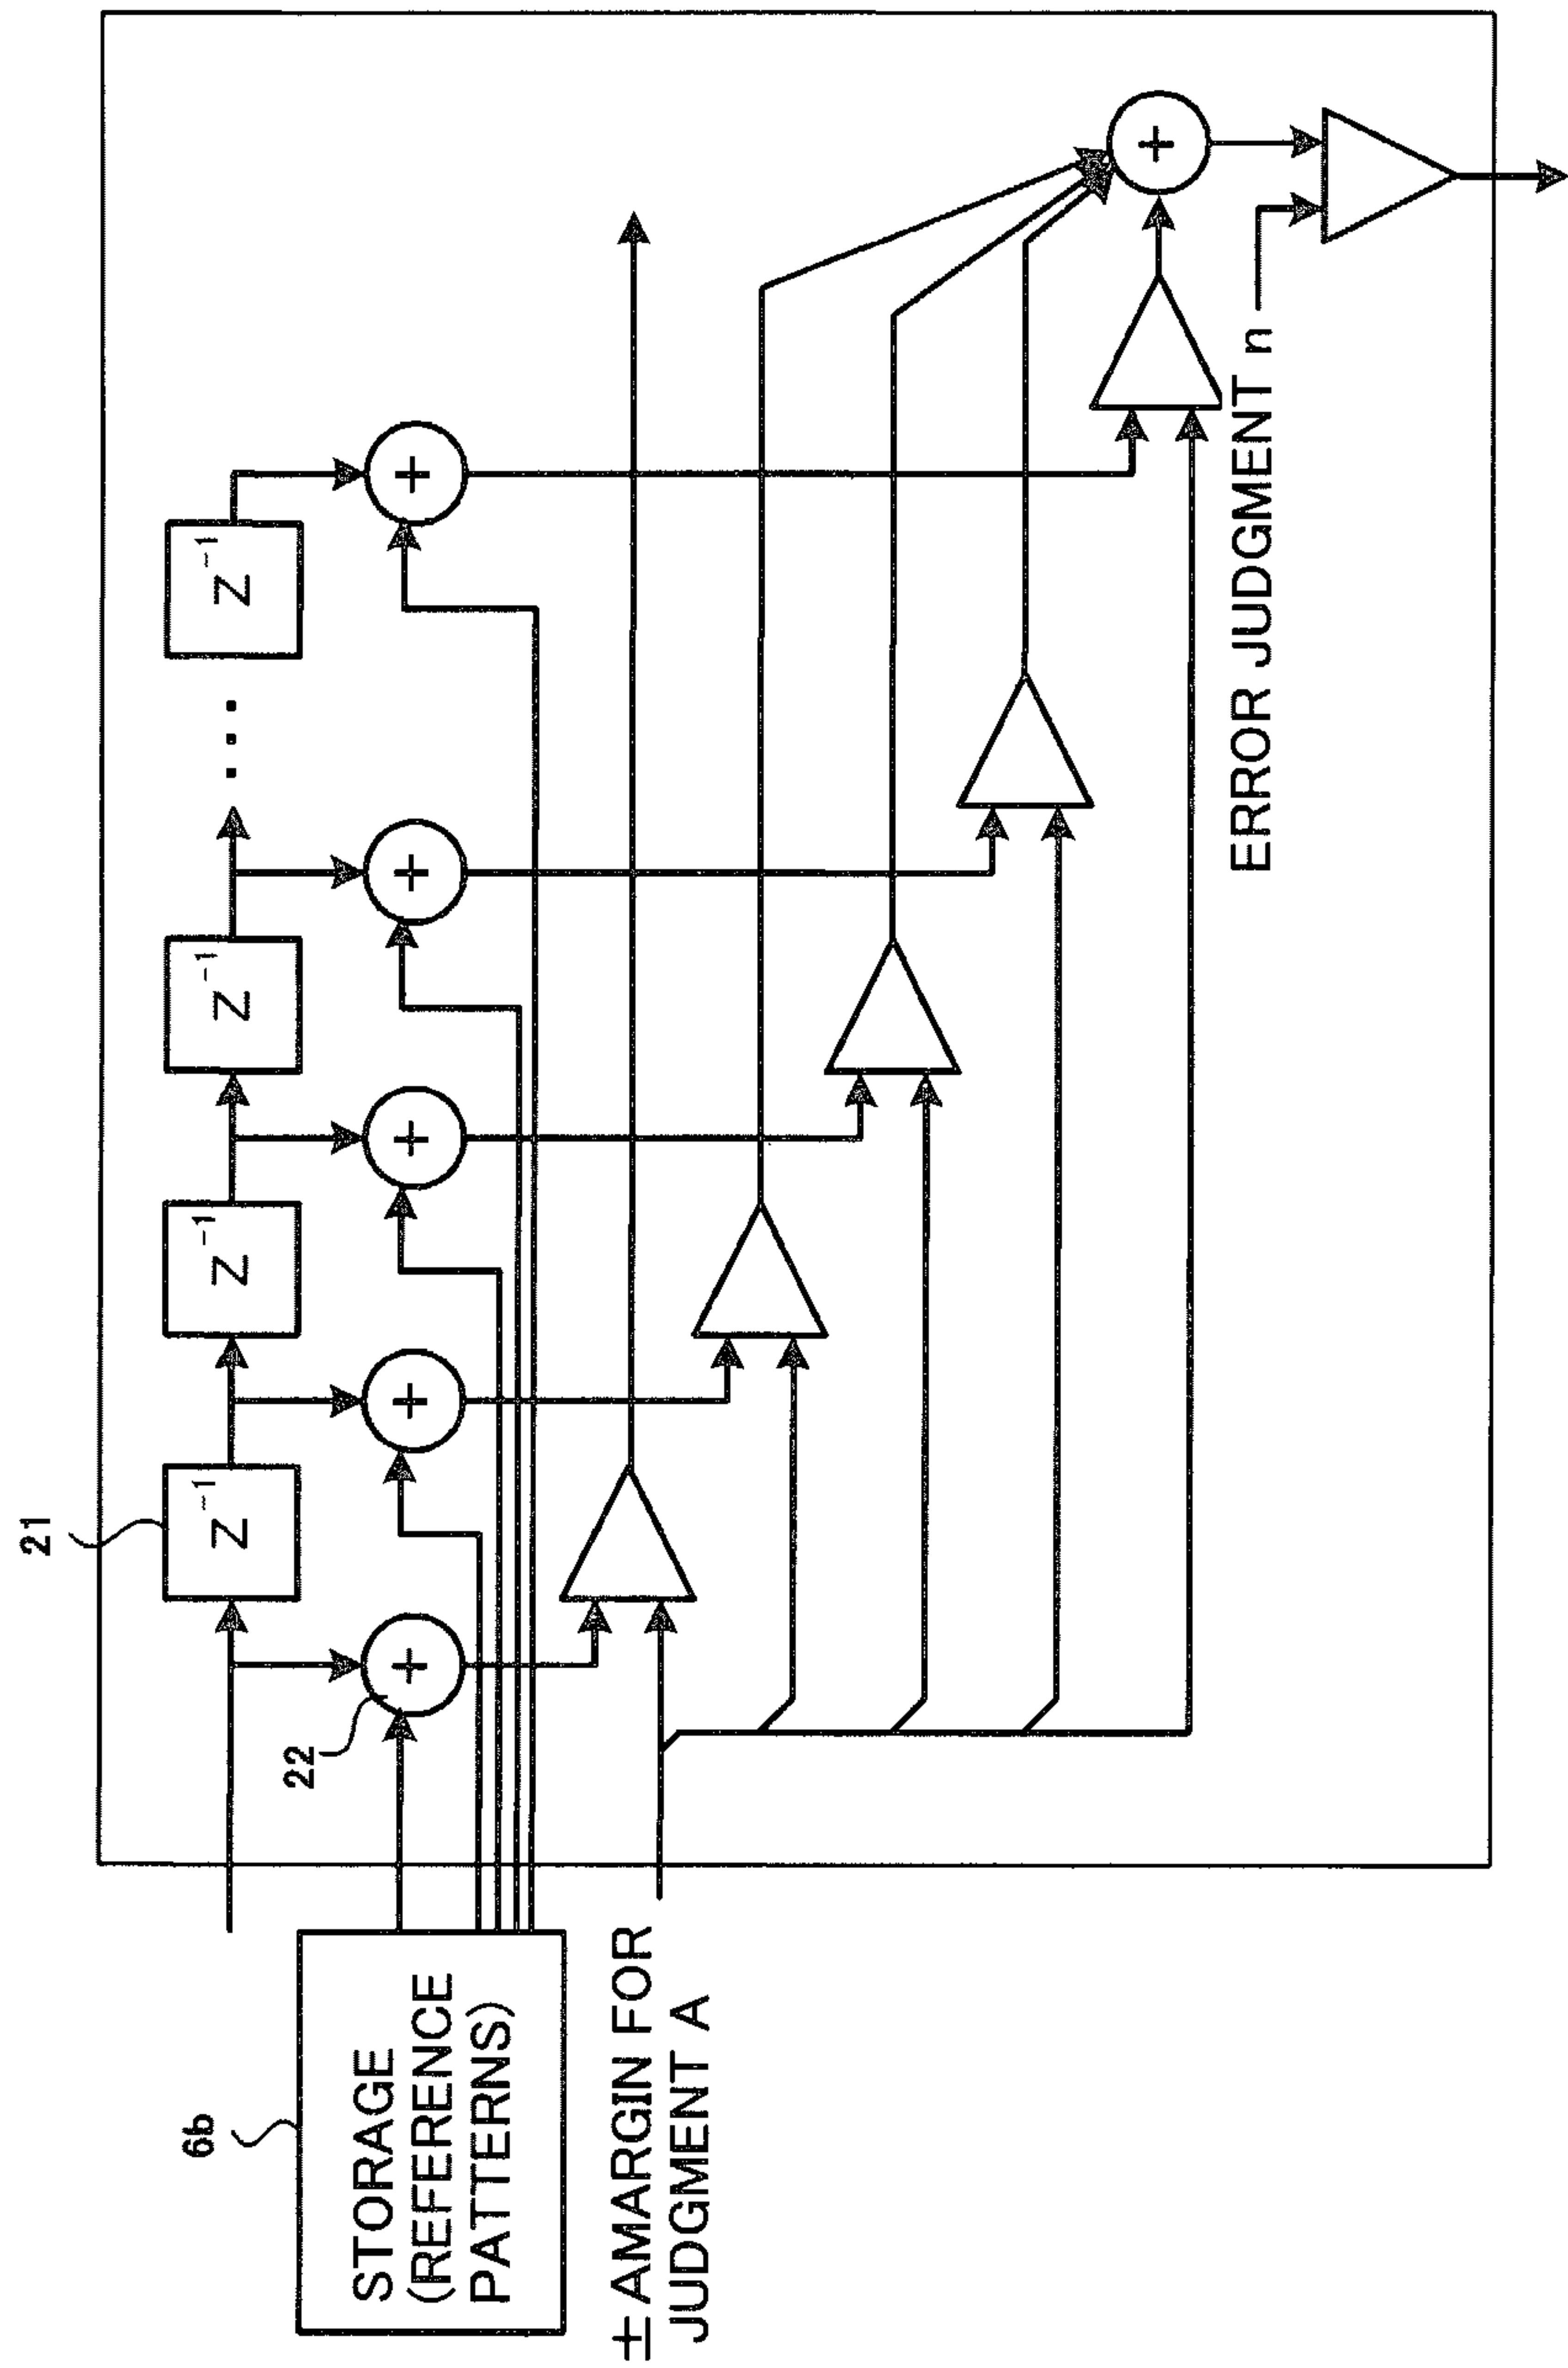 21
Z⁻¹
Z⁻¹
Z⁻¹
Z⁻¹
...
22
+
+
+
+
+
6b
STORAGE
(REFERENCE
PATTERNS)
±AMARGIN FOR
JUDGMENT A
+
ERROR JUDGMENT n